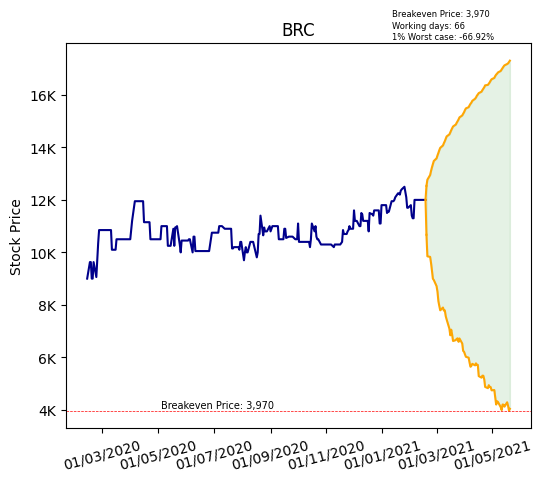 Breakeven Price: 3,970
Working days: 66
1% Worst case: -66.92%
BRC
Stock Price
16K
14K
12K
10K
8K
6K
4K
Breakeven Price: 3,970
01/03/2020
01/05/2020
01/07/2020
01/09/2020
01/11/2020
01/01/2021
01/03/2021
01/05/2021